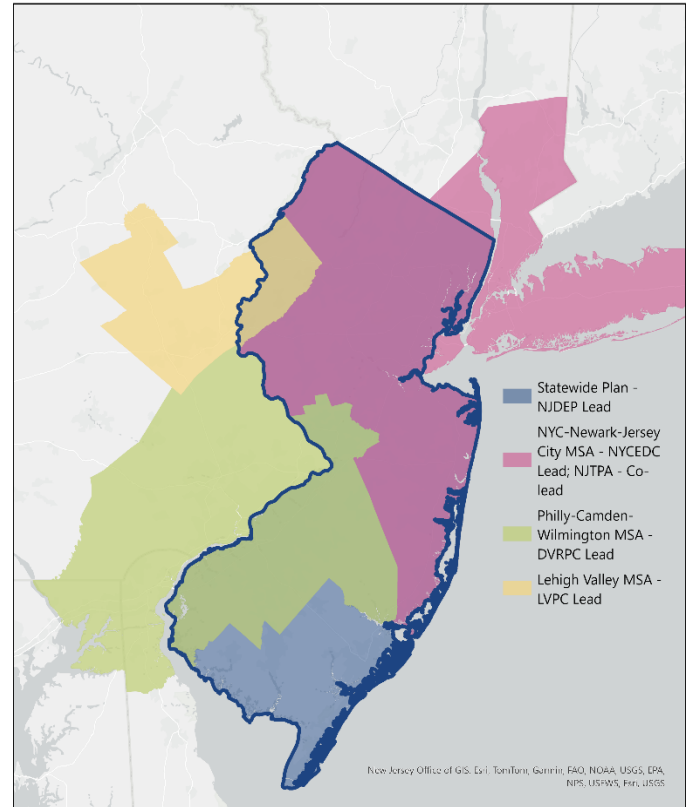 Statewide Plan -
NJDEP Lead
NYC-Newark-Jersey
City MSA - NYCEDC
Lead; NJTPA - Co-
lead
Philly-Camden-
Wilmington MSA -
DVRPC Lead
Lehigh Valley MSA -
LVPC Lead
New Jersey Office of GIS, Esri, TomTom, Garmin, FAO, NOAA, USGS, EPA,
NPS, USFWS, Esri, USGS